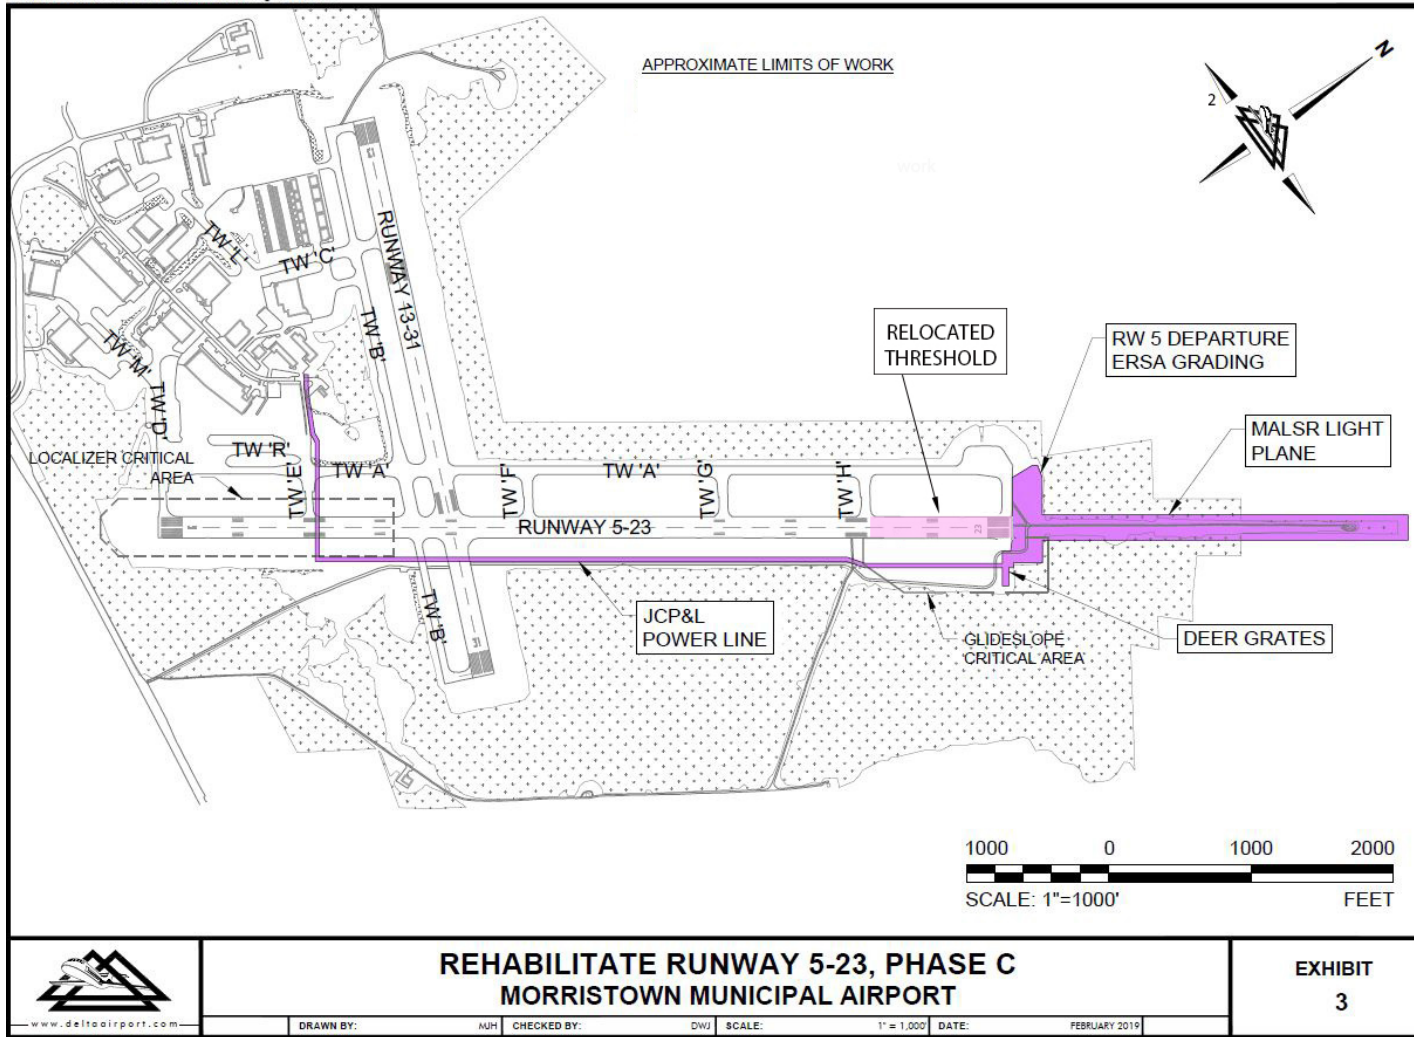 APPROXIMATE LIMITS OF WORK
N
2
work
TW 'L'
TW 'C'
RUNWAY 13-31
TW 'B'
TW 'M'
TW 'D'
RELOCATED
THRESHOLD
RW 5 DEPARTURE
ERSA GRADING
MALSR LIGHT
PLANE
LOCALIZER CRITICAL
AREA
TW 'R'
TW 'E'
TW 'A'
TW 'F'
TW 'A'
TW 'G'
TW 'H'
RUNWAY 5-23
23
TW 'B'
JCP&L
POWER LINE
GLIDESLOPE
CRITICAL AREA
DEER GRATES
1000 0 1000 2000
SCALE: 1"=1000' FEET
REHABILITATE RUNWAY 5-23, PHASE C
MORRISTOWN MUNICIPAL AIRPORT
EXHIBIT
3
www.deltaairport.com
DRAWN BY: MJH CHECKED BY: DWJ SCALE: 1" = 1,000' DATE: FEBRUARY 2019